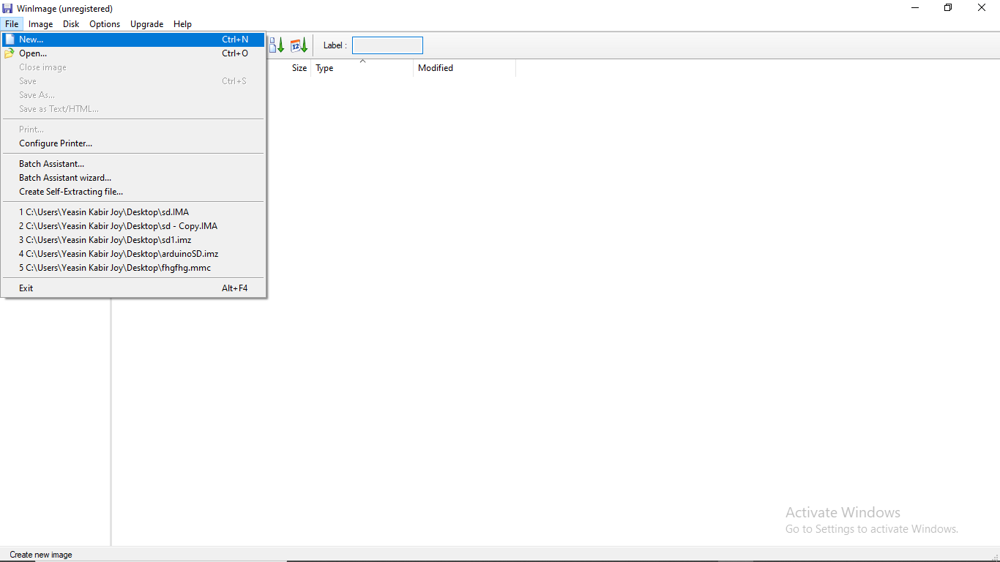 WinImage (unregistered)
File Image Disk Options Upgrade Help
New... Ctrl+N
Open... Ctrl+O
Close image
Save Ctrl+S
Save As...
Save as Text/HTML...
Print...
Configure Printer...
Batch Assistant...
Batch Assistant wizard...
Create Self-Extracting file...
1 C:\Users\Yeasin Kabir Joy\Desktop\sd.IMA
2 C:\Users\Yeasin Kabir Joy\Desktop\sd - Copy.IMA
3 C:\Users\Yeasin Kabir Joy\Desktop\sd1.imz
4 C:\Users\Yeasin Kabir Joy\Desktop\arduinoSD.imz
5 C:\Users\Yeasin Kabir Joy\Desktop\fhgfhg.mmc
Exit Alt+F4
12
Label :
Size Type Modified
Activate Windows
Go to Settings to activate Windows.
Create new image